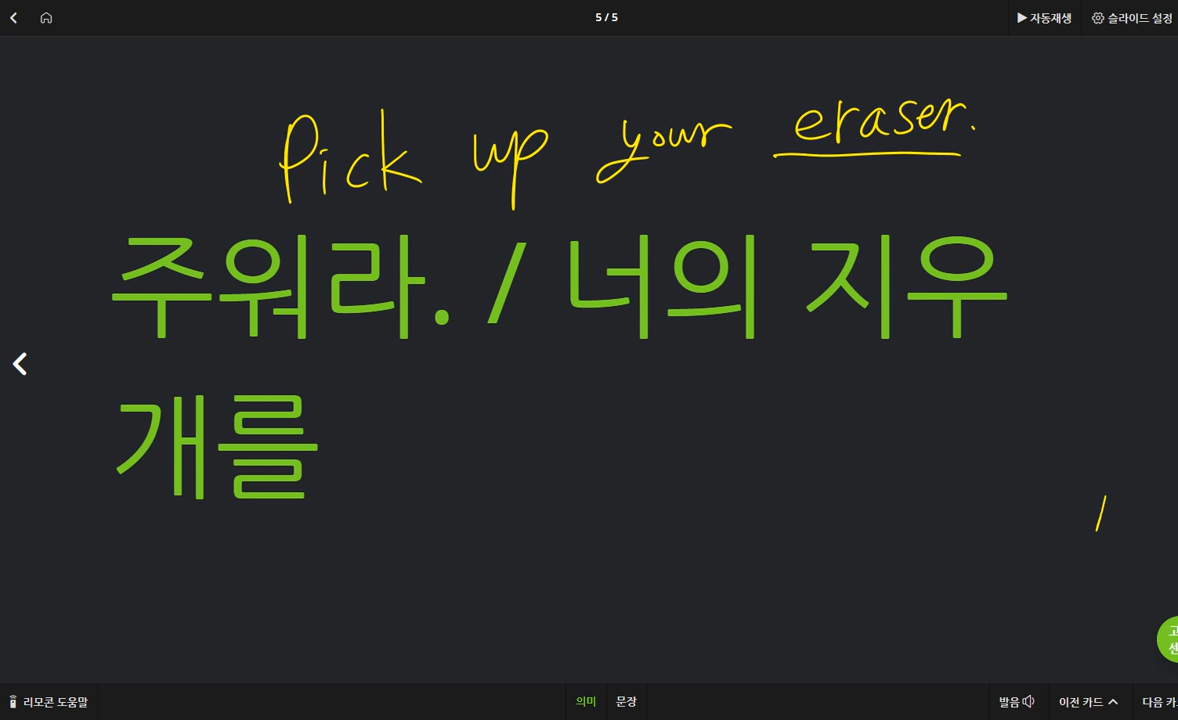 5 / 5
자동재생
슬라이드 설정
Pick up your eraser.
주워라. / 너의 지우
개를
리모콘 도움말
의미
문장
발음
이전 카드
다음